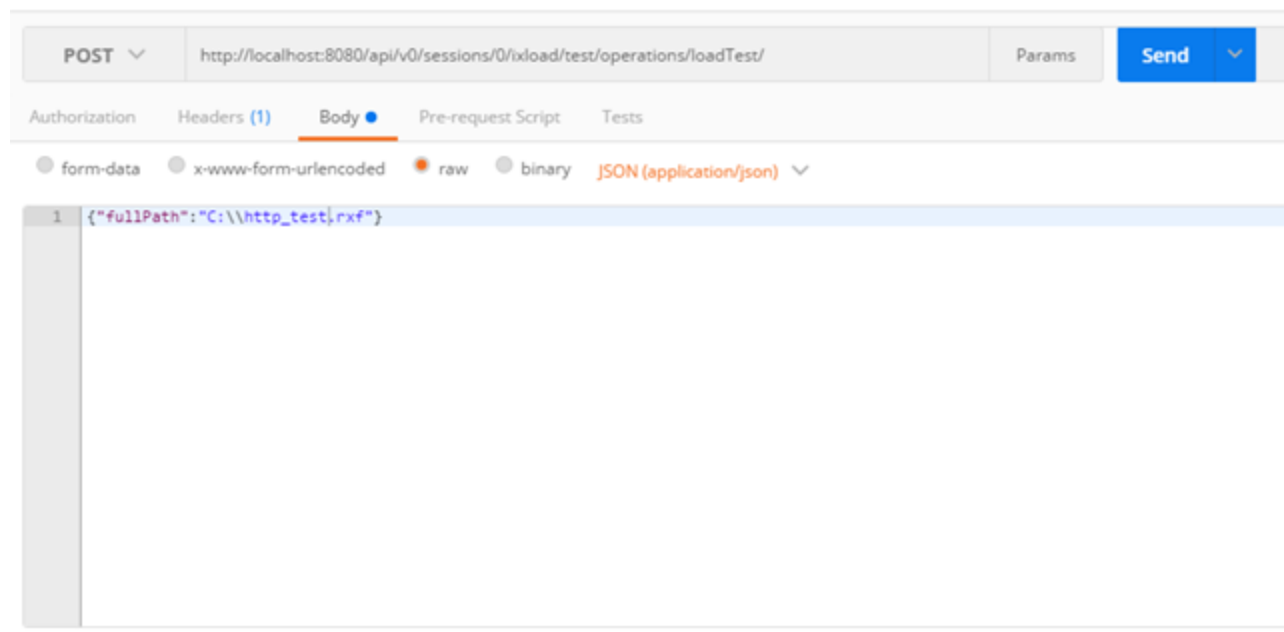 POST http://localhost:8080/api/v0/sessions/0/ixload/test/operations/loadTest/ Params Send
Authorization Headers (1) Body Pre-request Script Tests
form-data x-www-form-urlencoded raw binary JSON (application/json)
1 {"fullPath":"C:\\http_test.rxf"}